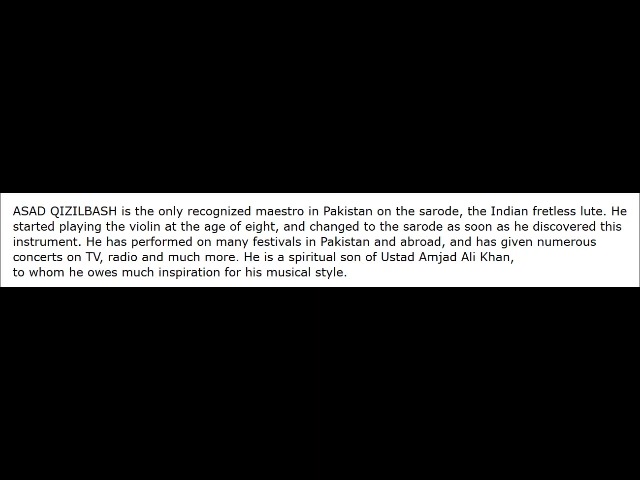 ASAD QIZILBASH is the only recognized maestro in Pakistan on the sarode, the Indian fretless lute. He
started playing the violin at the age of eight, and changed to the sarode as soon as he discovered this
instrument. He has performed on many festivals in Pakistan and abroad, and has given numerous
concerts on TV, radio and much more. He is a spiritual son of Ustad Amjad Ali Khan,
to whom he owes much inspiration for his musical style.